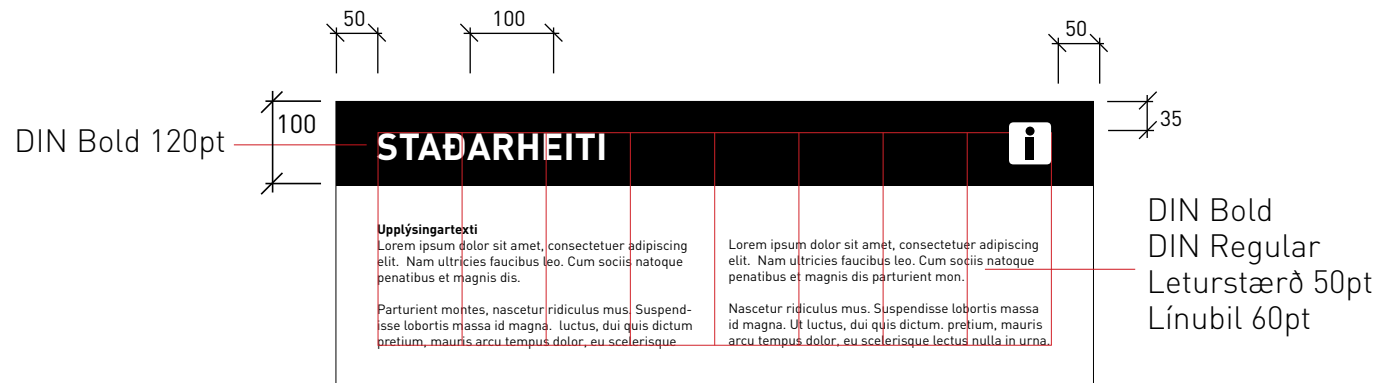 50
100
50
100
35
DIN Bold 120pt
STAÐARHEITI
i
Upplýsingartexti
Lorem ipsum dolor sit amet, consectetuer adipiscing
elit. Nam ultricies faucibus leo. Cum sociis natoque
penatibus et magnis dis.
Parturient montes, nascetur ridiculus mus. Suspend-
isse lobortis massa id magna. luctus, dui quis dictum
pretium, mauris arcu tempus dolor, eu scelerisque
Lorem ipsum dolor sit amet, consectetuer adipiscing
elit. Nam ultricies faucibus leo. Cum sociis natoque
penatibus et magnis dis parturient mon.
Nascetur ridiculus mus. Suspendisse lobortis massa
id magna. Ut luctus, dui quis dictum. pretium, mauris
arcu tempus dolor, eu scelerisque lectus nulla in urna.
DIN Bold
DIN Regular
Leturstærð 50pt
Línubil 60pt